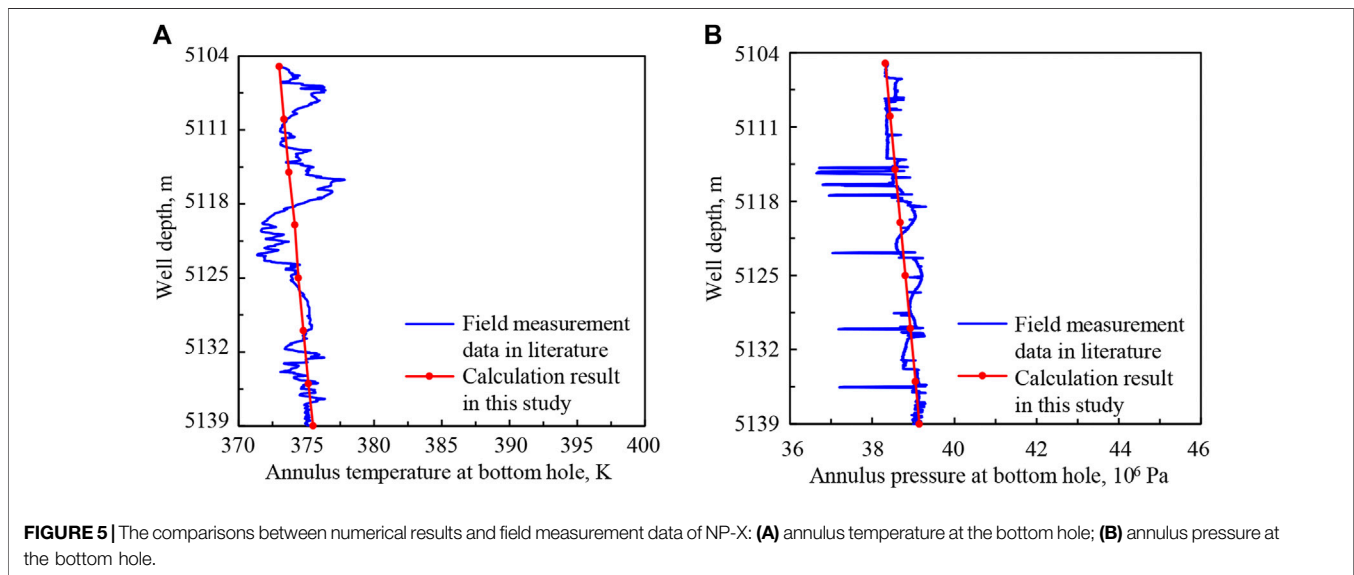 A
5104
5111
5118
5125
5132
5139
Well depth, m
370 375 380 385 390 395 400
Annulus temperature at bottom hole, K
Field measurement
data in literature
Calculation result
in this study
B
5104
5111
5118
5125
5132
5139
Well depth, m
36 38 40 42 44 46
Annulus pressure at bottom hole, 10⁶ Pa
Field measurement
data in literature
Calculation result
in this study
FIGURE 5 | The comparisons between numerical results and field measurement data of NP-X: (A) annulus temperature at the bottom hole; (B) annulus pressure at
the bottom hole.